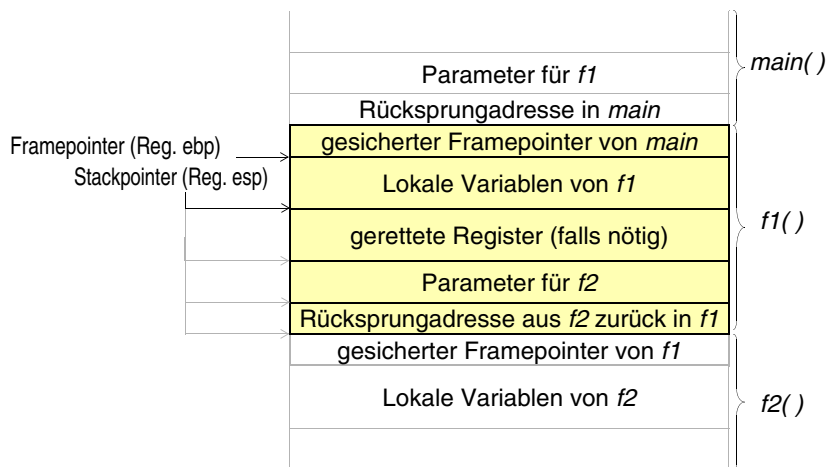 main( )
Parameter für f1
Rücksprungadresse in main
gesicherter Framepointer von main
Framepointer (Reg. ebp)
Stackpointer (Reg. esp)
Lokale Variablen von f1
f1( )
gerettete Register (falls nötig)
Parameter für f2
Rücksprungadresse aus f2 zurück in f1
gesicherter Framepointer von f1
Lokale Variablen von f2
f2( )